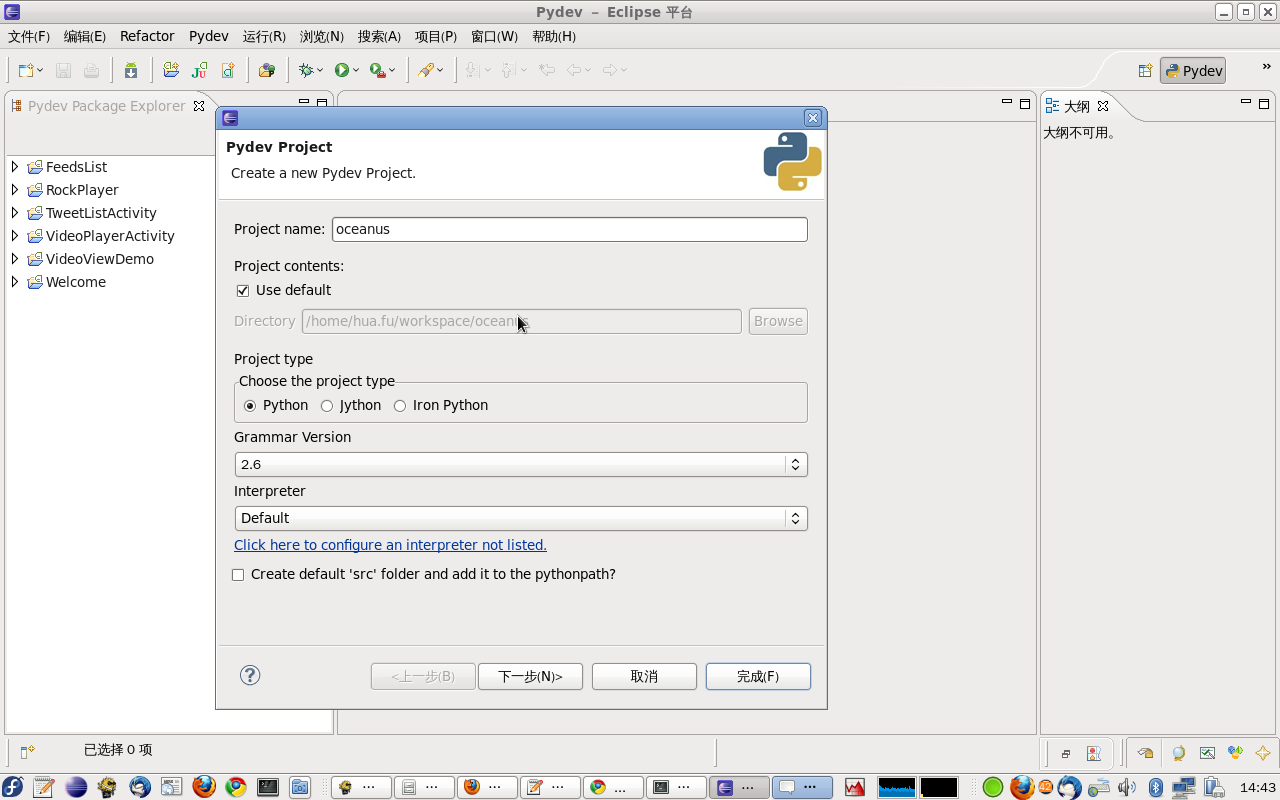 Pydev – Eclipse 平台
文件(F) 编辑(E) Refactor Pydev 运行(R) 浏览(N) 搜索(A) 项目(P) 窗口(W) 帮助(H)
Pydev
»
Pydev Package Explorer
FeedsList
RockPlayer
TweetListActivity
VideoPlayerActivity
VideoViewDemo
Welcome
Pydev Project
Create a new Pydev Project.
Project name: oceanus
Project contents:
Use default
Directory /home/hua.fu/workspace/oceanus Browse
Project type
Choose the project type
Python Jython Iron Python
Grammar Version
2.6
Interpreter
Default
Click here to configure an interpreter not listed.
Create default 'src' folder and add it to the pythonpath?
<上一步(B) 下一步(N)> 取消 完成(F)
大纲
大纲不可用。
已选择 0 项
... ... ... ... ... ... ... ... 42 14:43